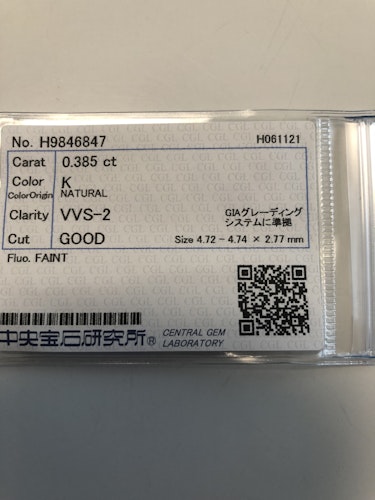 No. H9846847 H061121
Carat 0.385 ct
Color K
ColorOrigin NATURAL
Clarity VVS-2
GIAグレーディング
システムに準拠
Cut GOOD Size 4.72 - 4.74 × 2.77 mm
Fluo. FAINT
中央宝石研究所® CENTRAL GEM
LABORATORY